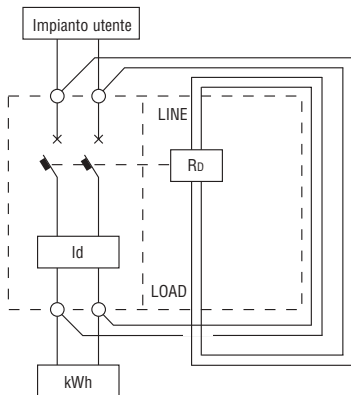 Impianto utente
LINE
RD
Id
LOAD
kWh